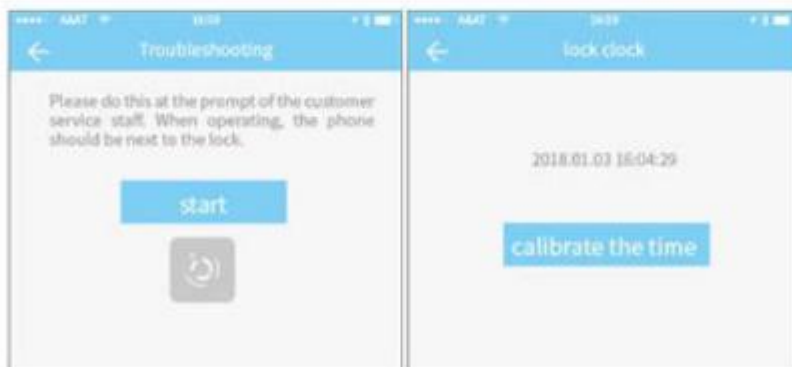 Troubleshooting
Please do this at the prompt of the customer
service staff. When operating, the phone
should be next to the lock.
start
lock clock
2018.01.03 16:04:29
calibrate the time